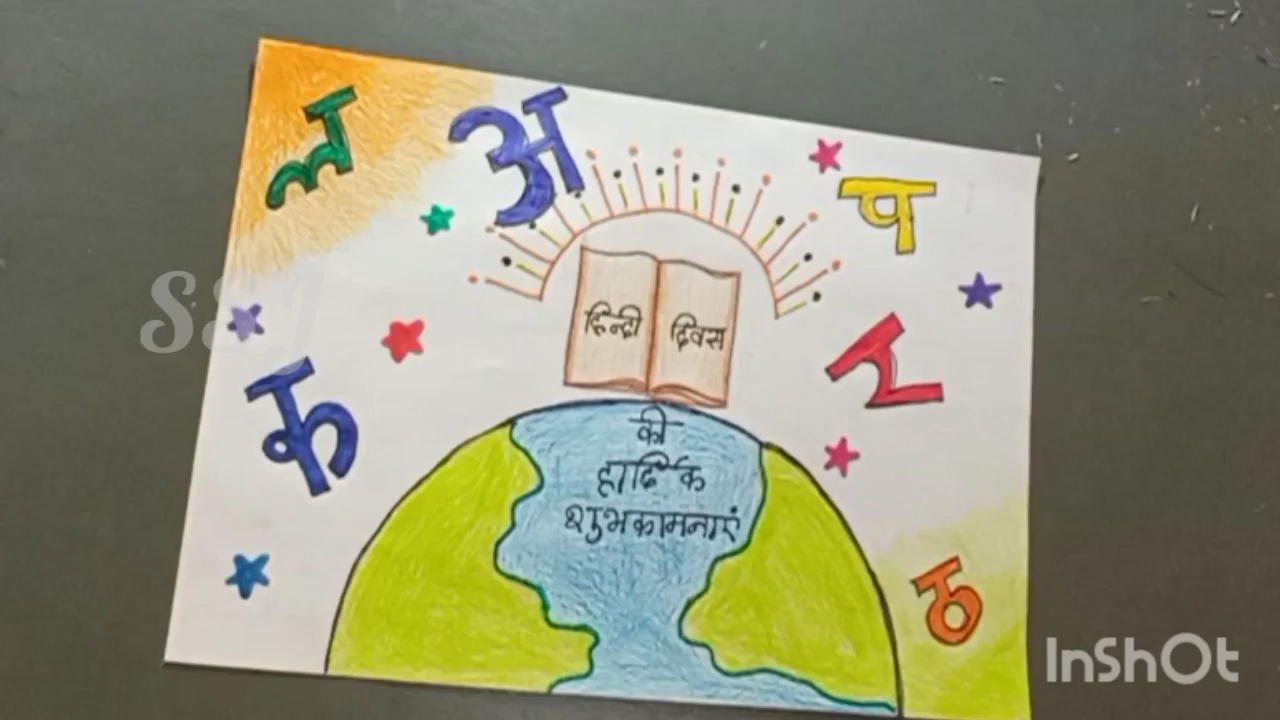 ल
अ
प
हिन्दी दिवस
क
र
की
हार्दिक
शुभकामनाएं
ठ
InShOt